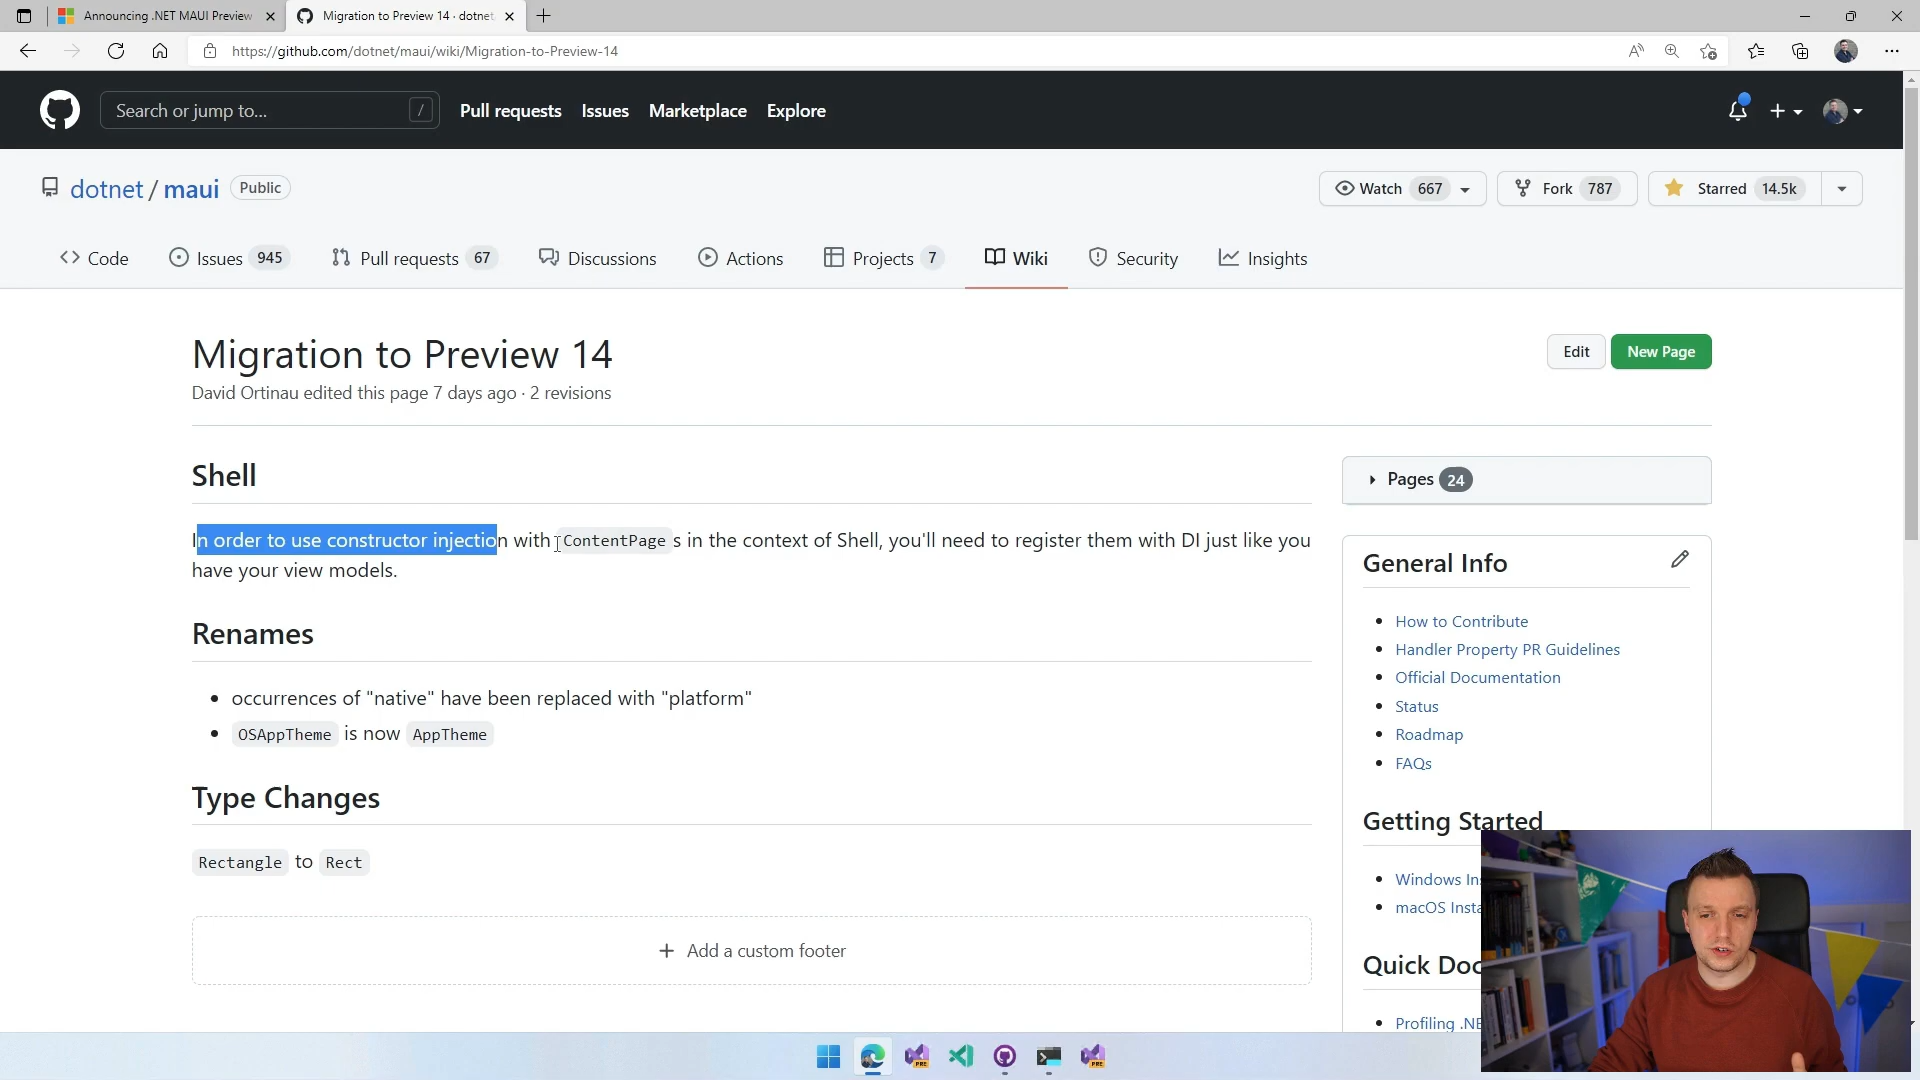 Announcing .NET MAUI Preview
Migration to Preview 14 · dotnet
https://github.com/dotnet/maui/wiki/Migration-to-Preview-14
Search or jump to... /
Pull requests Issues Marketplace Explore
dotnet / maui Public
Watch 667
Fork 787
Starred 14.5k
Code
Issues 945
Pull requests 67
Discussions
Actions
Projects 7
Wiki
Security
Insights
Migration to Preview 14
Edit
New Page
David Ortinau edited this page 7 days ago · 2 revisions
Shell
In order to use constructor injection with ContentPage s in the context of Shell, you'll need to register them with DI just like you
have your view models.
Renames
• occurrences of "native" have been replaced with "platform"
• OSAppTheme is now AppTheme
Type Changes
Rectangle to Rect
+ Add a custom footer
Pages 24
General Info
• How to Contribute
• Handler Property PR Guidelines
• Official Documentation
• Status
• Roadmap
• FAQs
Getting Started
• Windows Ins
• macOS Insta
Quick Doc
• Profiling .NE
PRE
PRE